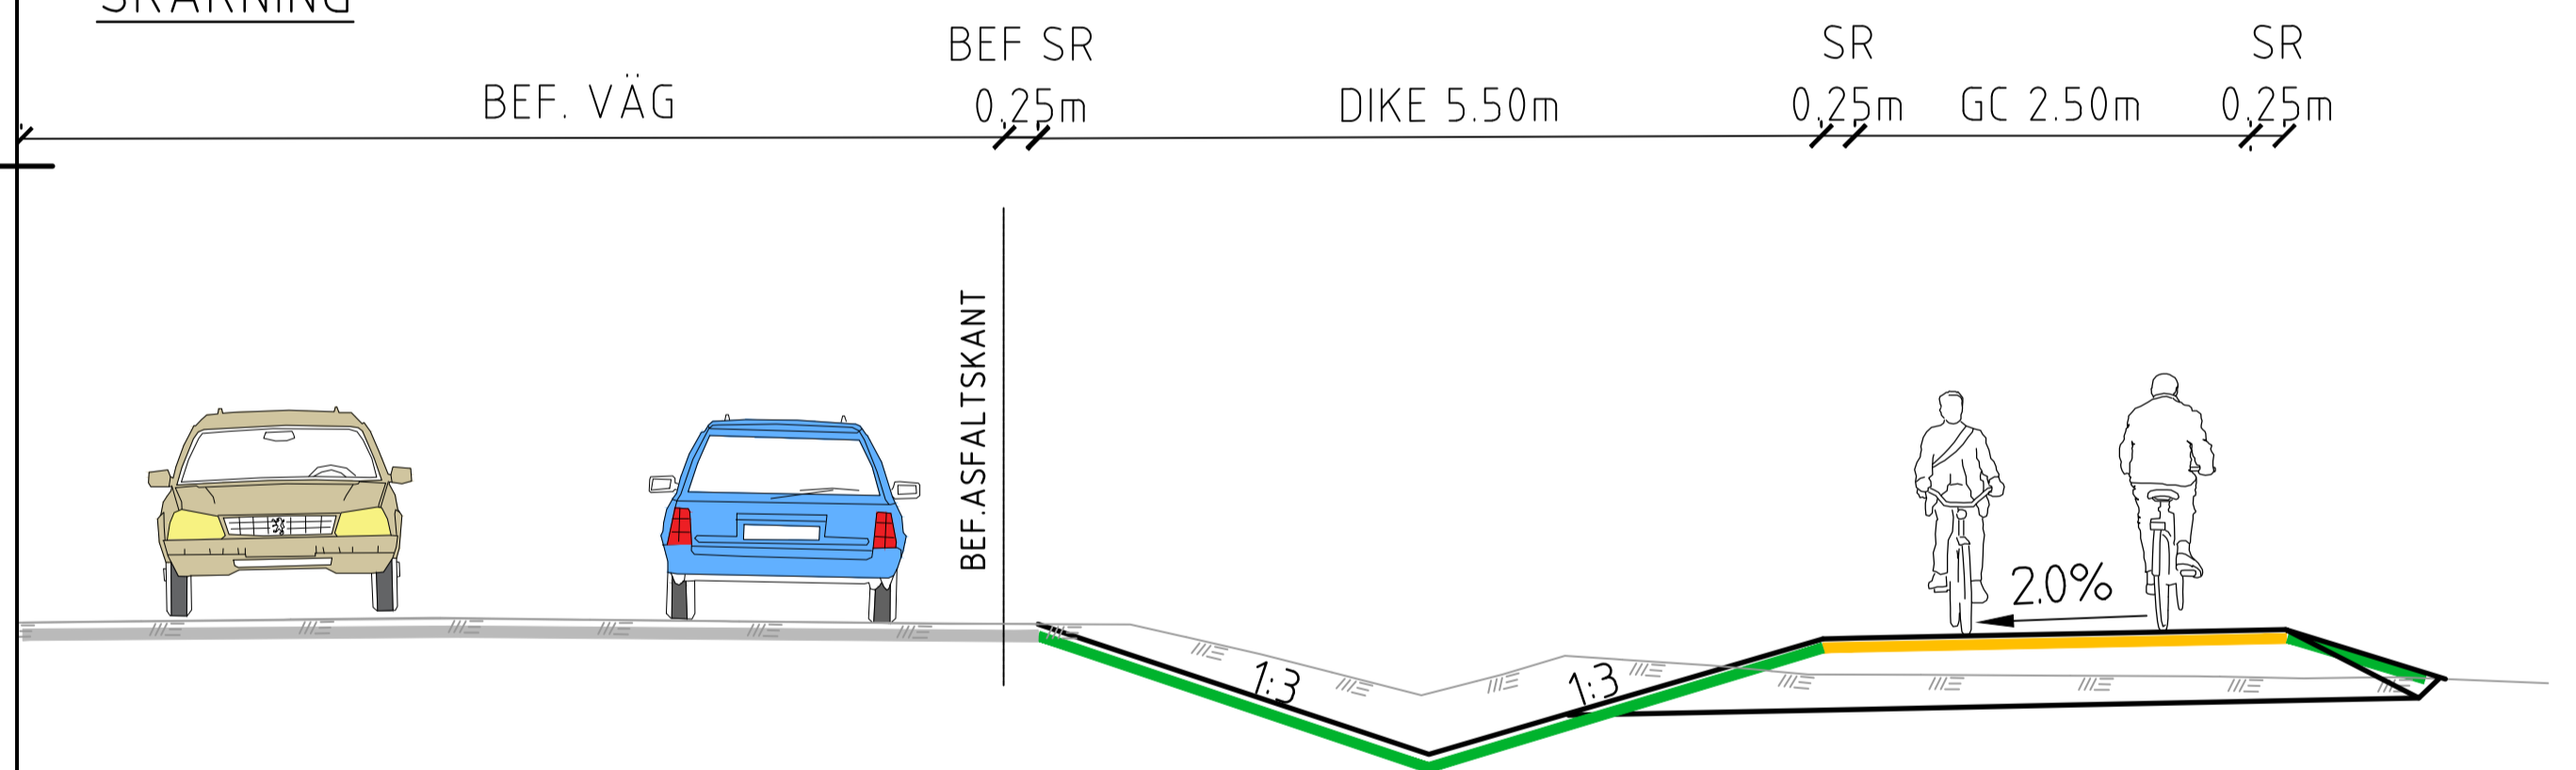 BEF SR
SR
SR
BEF. VÄG
0.25m
DIKE 5.50m
0.25m
GC 2.50m
0.25m
BEF.ASFALTSKANT
2.0%
1:3
1:3